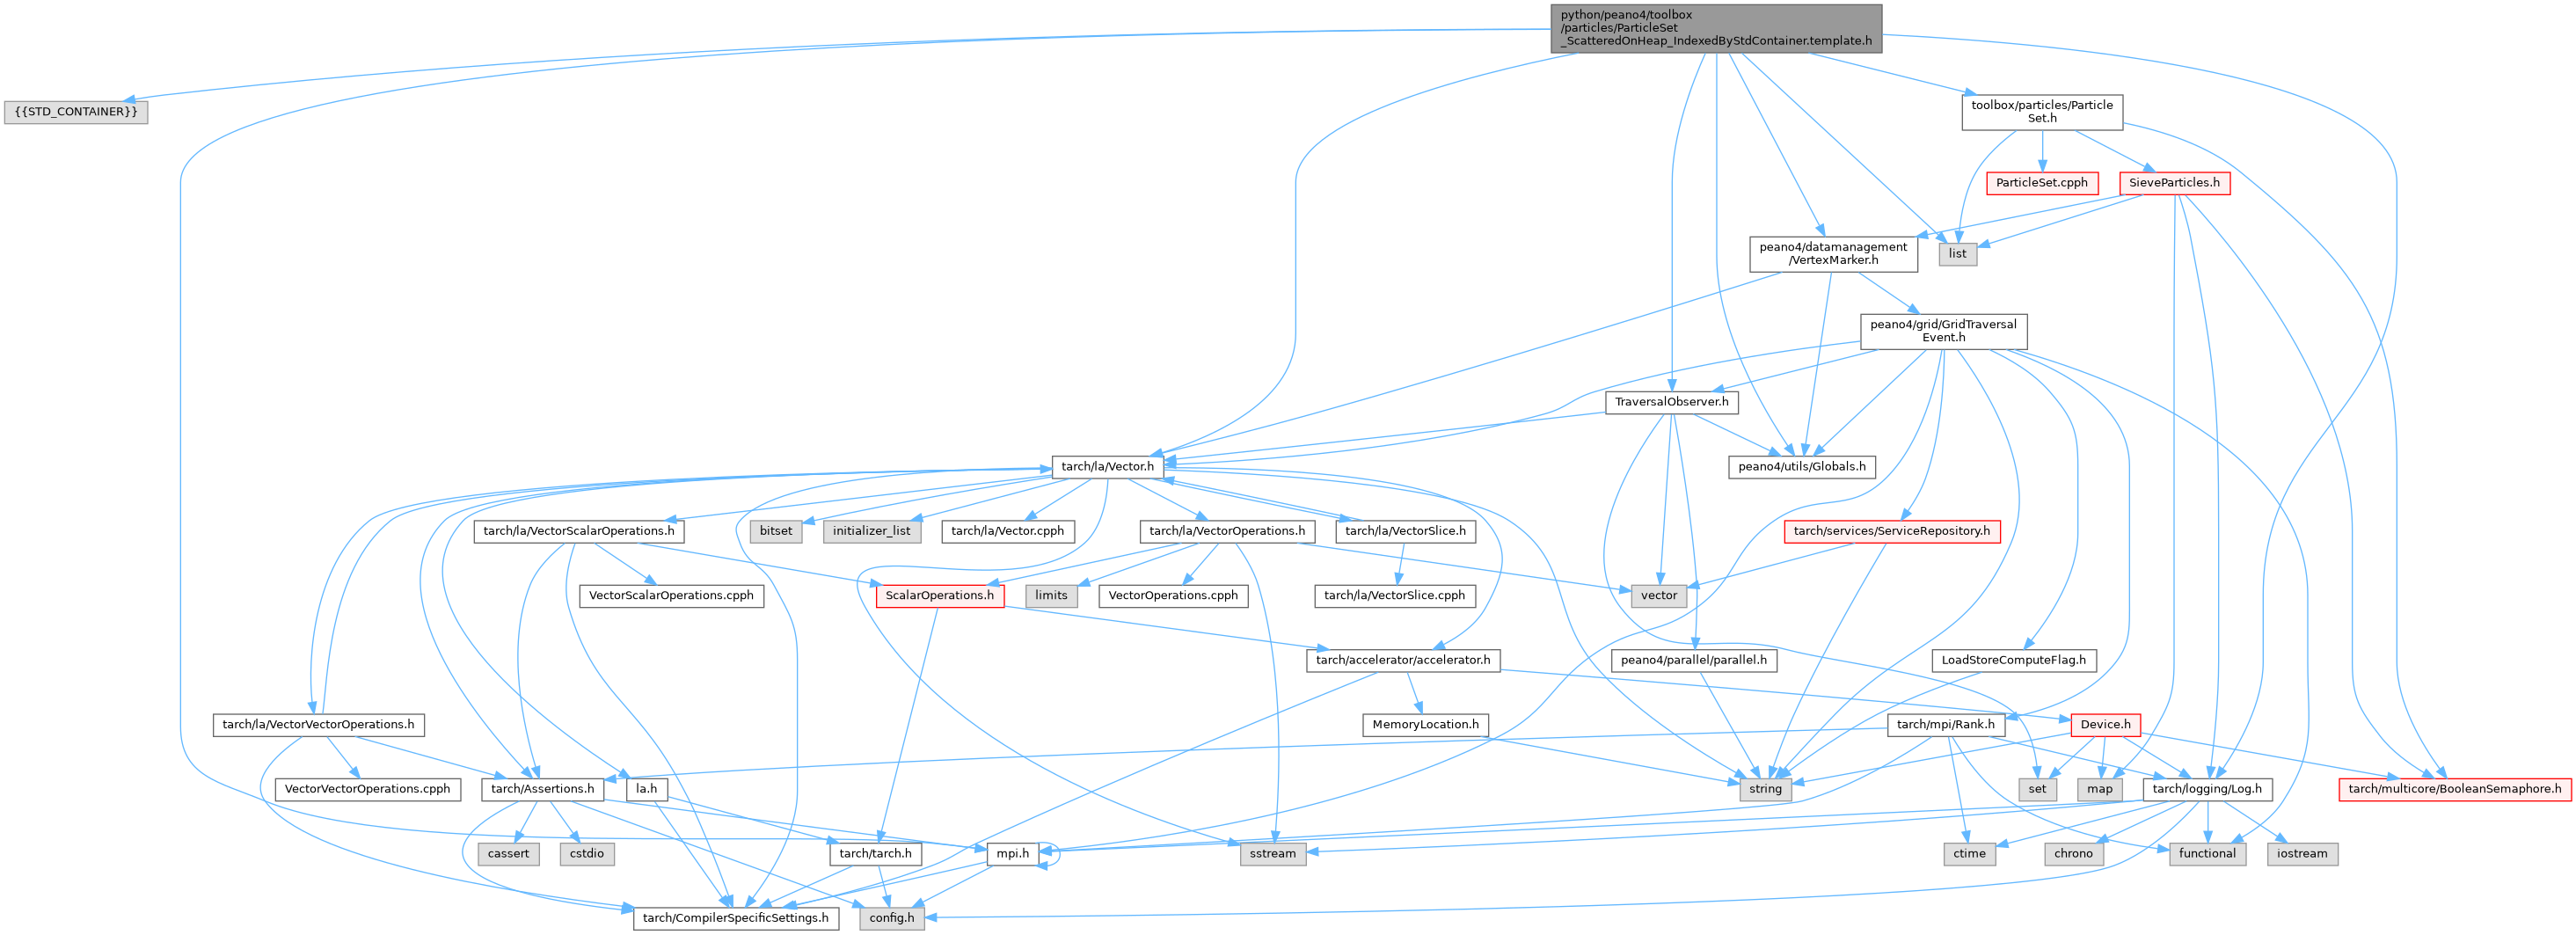 python/peano4/toolbox
/particles/ParticleSet
_ScatteredOnHeap_IndexedByStdContainer.template.h
{{STD_CONTAINER}}
toolbox/particles/Particle
Set.h
ParticleSet.cpph
SieveParticles.h
peano4/datamanagement
/VertexMarker.h
list
peano4/grid/GridTraversal
Event.h
TraversalObserver.h
tarch/la/Vector.h
peano4/utils/Globals.h
tarch/la/VectorScalarOperations.h
bitset
initializer_list
tarch/la/Vector.cpph
tarch/la/VectorOperations.h
tarch/la/VectorSlice.h
tarch/services/ServiceRepository.h
VectorScalarOperations.cpph
ScalarOperations.h
limits
VectorOperations.cpph
tarch/la/VectorSlice.cpph
vector
tarch/accelerator/accelerator.h
peano4/parallel/parallel.h
LoadStoreComputeFlag.h
tarch/la/VectorVectorOperations.h
MemoryLocation.h
tarch/mpi/Rank.h
Device.h
VectorVectorOperations.cpph
tarch/Assertions.h
la.h
string
set
map
tarch/logging/Log.h
tarch/multicore/BooleanSemaphore.h
cassert
cstdio
tarch/tarch.h
mpi.h
sstream
ctime
chrono
functional
iostream
tarch/CompilerSpecificSettings.h
config.h